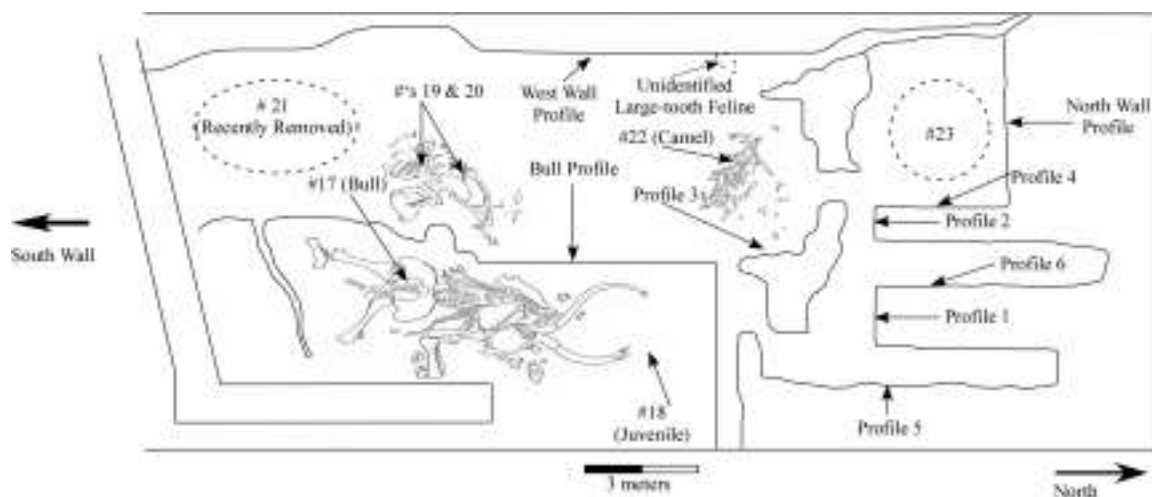 # 21
(Recently Removed)
#'s 19 & 20
West Wall
Profile
Unidentified
Large-tooth Feline
#22 (Camel)
#23
North Wall
Profile
#17 (Bull)
Bull Profile
Profile 3
Profile 4
Profile 2
South Wall
Profile 6
Profile 1
#18
(Juvenile)
Profile 5
3 meters
North